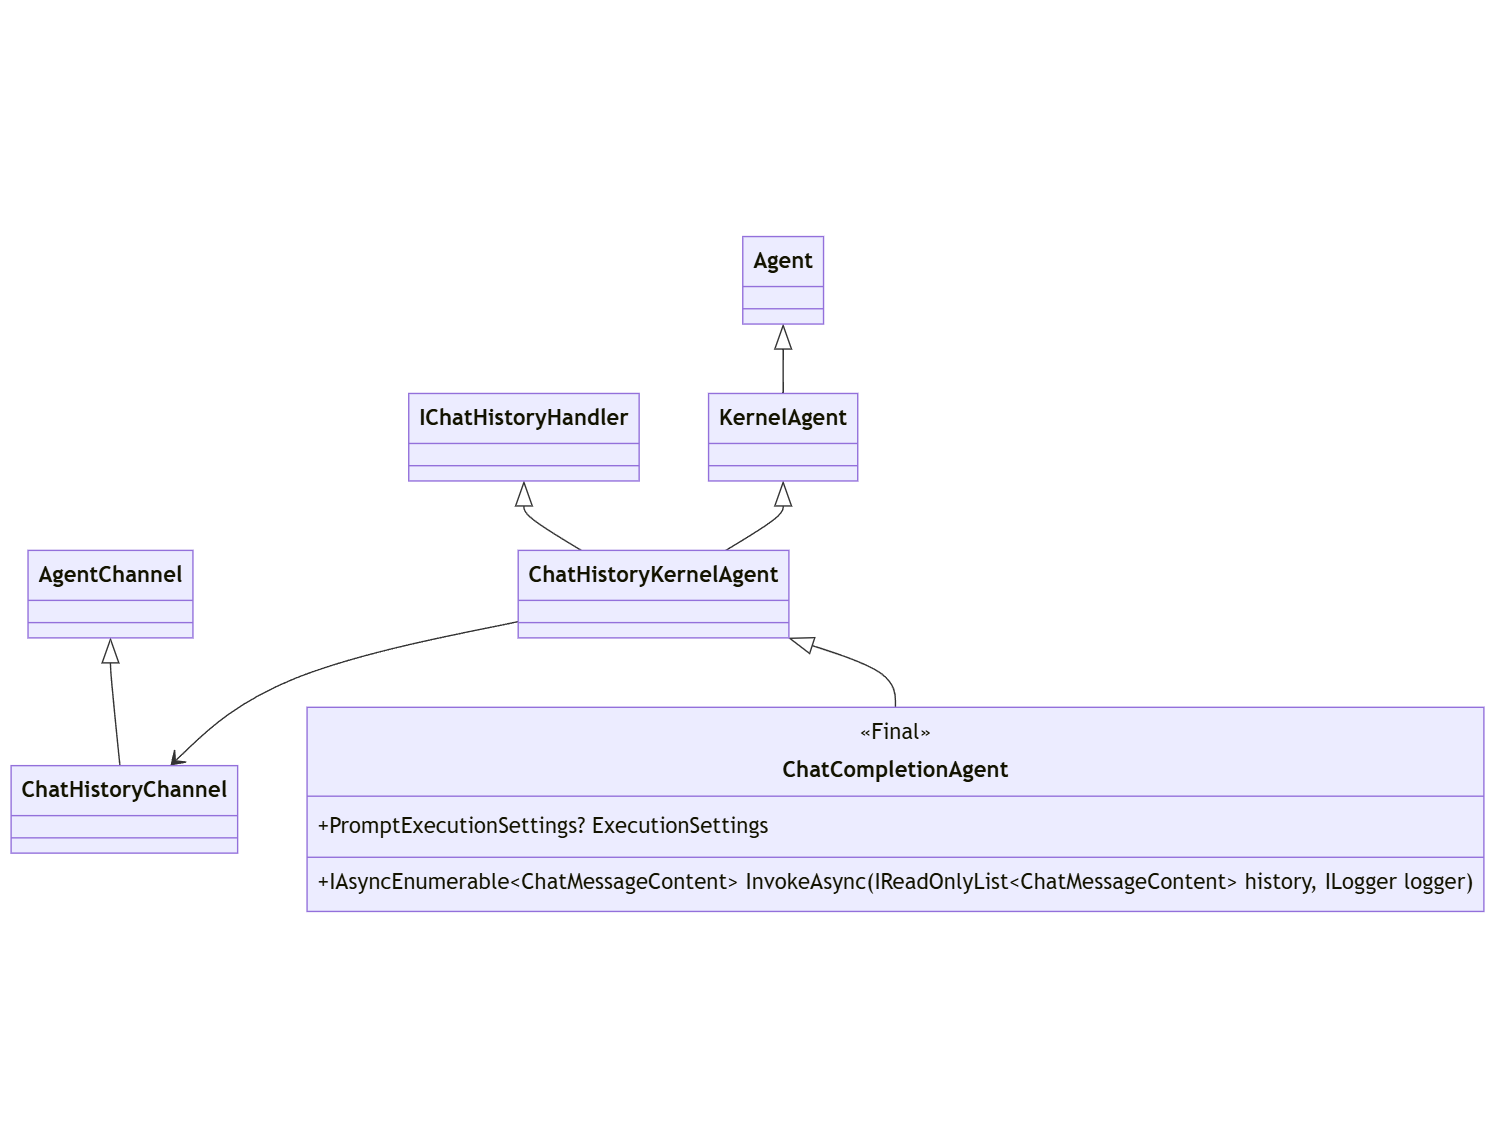 Agent
IChatHistoryHandler
KernelAgent
AgentChannel
ChatHistoryKernelAgent
ChatHistoryChannel
«Final»
ChatCompletionAgent
+PromptExecutionSettings? ExecutionSettings
+IAsyncEnumerable<ChatMessageContent> InvokeAsync(IReadOnlyList<ChatMessageContent> history, ILogger logger)